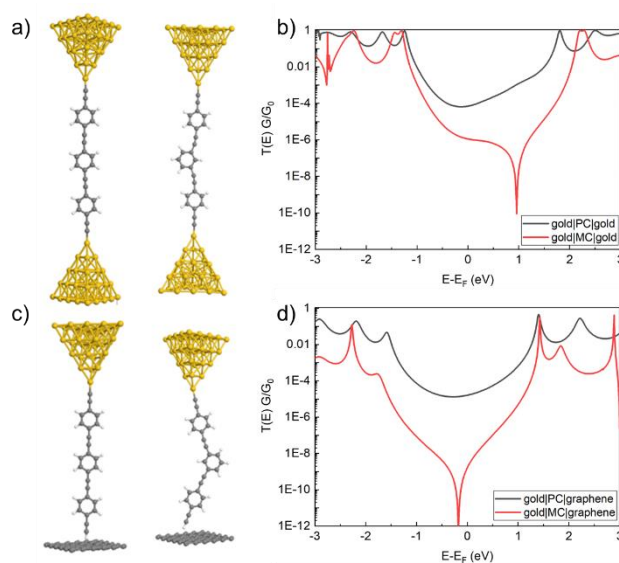 a)
b)
1
0.01
1E-4
1E-6
1E-8
1E-10
1E-12
T(E) G/G0
-3 -2 -1 0 1 2 3
E-EF (eV)
gold|PC|gold
gold|MC|gold
c)
d)
1
0.01
1E-4
1E-6
1E-8
1E-10
1E-12
T(E) G/G0
-3 -2 -1 0 1 2 3
E-EF (eV)
gold|PC|graphene
gold|MC|graphene